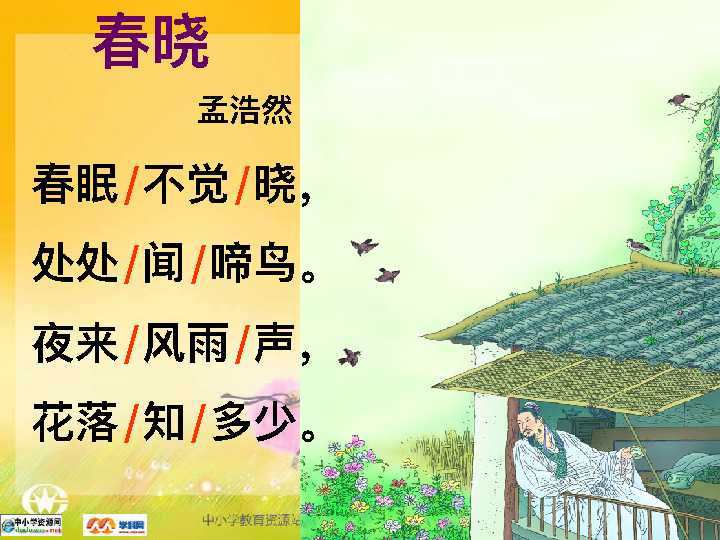 春晓
孟浩然
春眠/不觉/晓，
处处/闻/啼鸟。
夜来/风雨/声，
花落/知/多少。
中小学资源网
学科网
中小学教育资源站